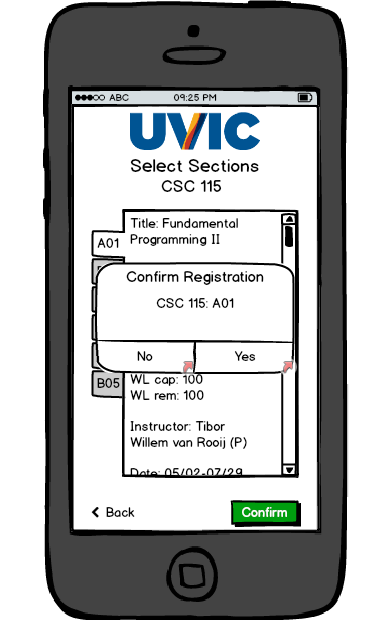 ABC 09:25 PM
UVIC
Select Sections
CSC 115
Title: Fundamental
Programming II
A01
Confirm Registration
CSC 115: A01
No Yes
B05
WL cap: 100
WL rem: 100
Instructor: Tibor
Willem van Rooij (P)
Date: 05/02-07/29
Back
Confirm